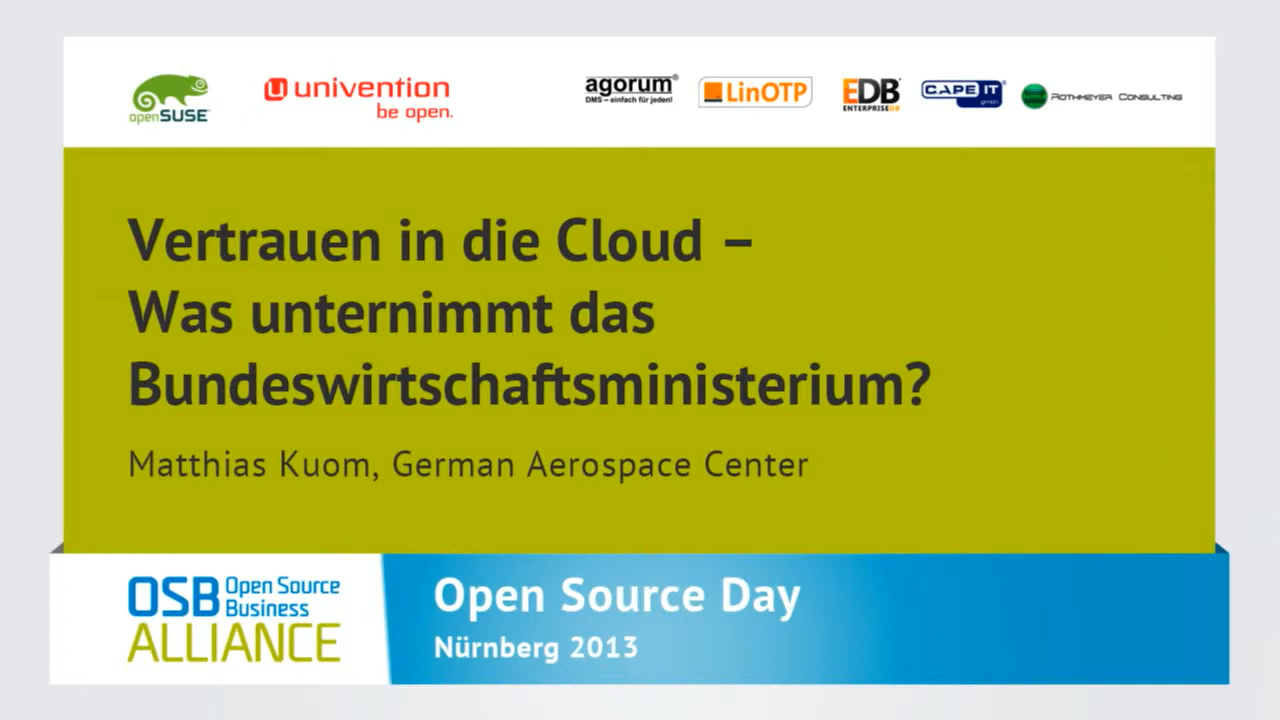 openSUSE
univention
be open.
agorum®
DMS – einfach für jeden!
LinOTP
EDB
ENTERPRISEDB
CAPE IT
gmbh
ROTHMEYER CONSULTING
Vertrauen in die Cloud –
Was unternimmt das
Bundeswirtschaftsministerium?
Matthias Kuom, German Aerospace Center
OSB Open Source
Business
ALLIANCE
Open Source Day
Nürnberg 2013